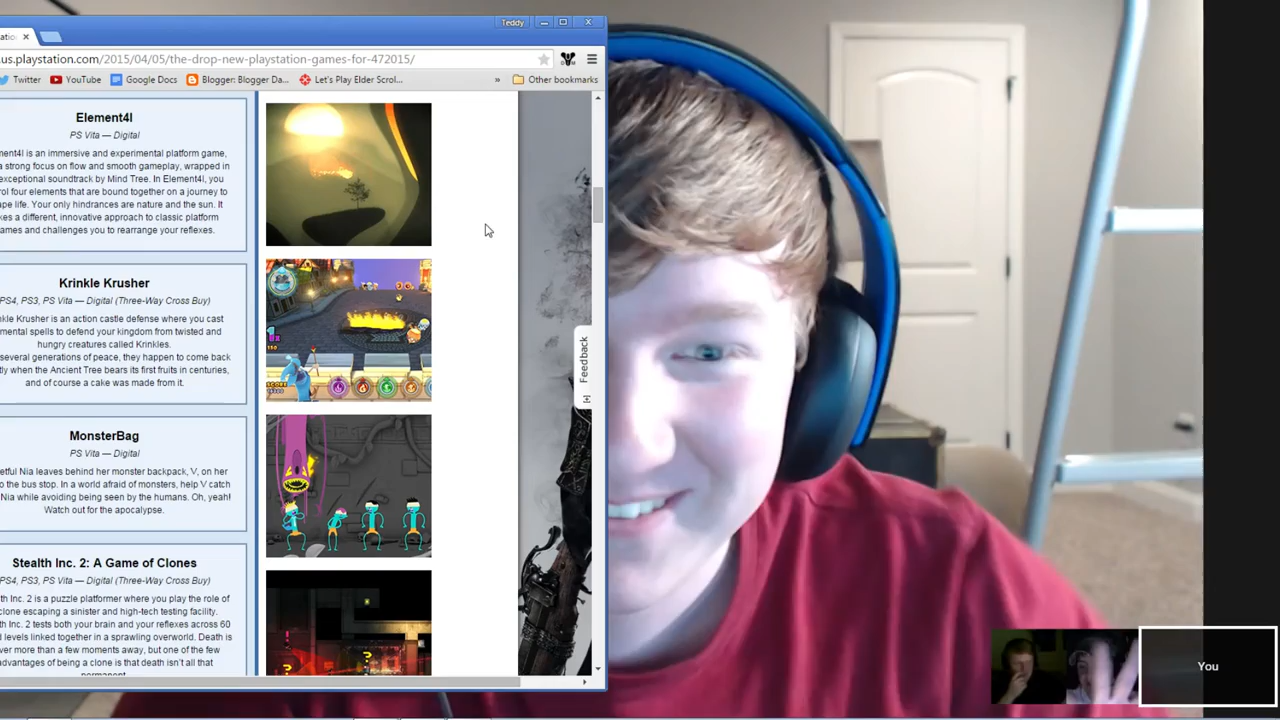 Teddy
.us.playstation.com/2015/04/05/the-drop-new-playstation-games-for-472015/
Twitter YouTube Google Docs Blogger: Blogger Da... Let's Play Elder Scrol... » Other bookmarks
Element4l
PS Vita — Digital
ment4l is an immersive and experimental platform game,
a strong focus on flow and smooth gameplay, wrapped in
exceptional soundtrack by Mind Tree. In Element4l, you
rol four elements that are bound together on a journey to
ape life. Your only hindrances are nature and the sun. It
kes a different, innovative approach to classic platform
ames and challenges you to rearrange your reflexes.
Krinkle Krusher
PS4, PS3, PS Vita — Digital (Three-Way Cross Buy)
nkle Krusher is an action castle defense where you cast
mental spells to defend your kingdom from twisted and
hungry creatures called Krinkles.
several generations of peace, they happen to come back
tly when the Ancient Tree bears its first fruits in centuries,
and of course a cake was made from it.
MonsterBag
PS Vita — Digital
etful Nia leaves behind her monster backpack, V, on her
o the bus stop. In a world afraid of monsters, help V catch
Nia while avoiding being seen by the humans. Oh, yeah!
Watch out for the apocalypse.
Stealth Inc. 2: A Game of Clones
PS4, PS3, PS Vita — Digital (Three-Way Cross Buy)
th Inc. 2 is a puzzle platformer where you play the role of
clone escaping a sinister and high-tech testing facility.
th Inc. 2 tests both your brain and your reflexes across 60
d levels linked together in a sprawling overworld. Death is
ver more than a few moments away, but one of the few
advantages of being a clone is that death isn't all that
permanent.
Feedback
[+]
You